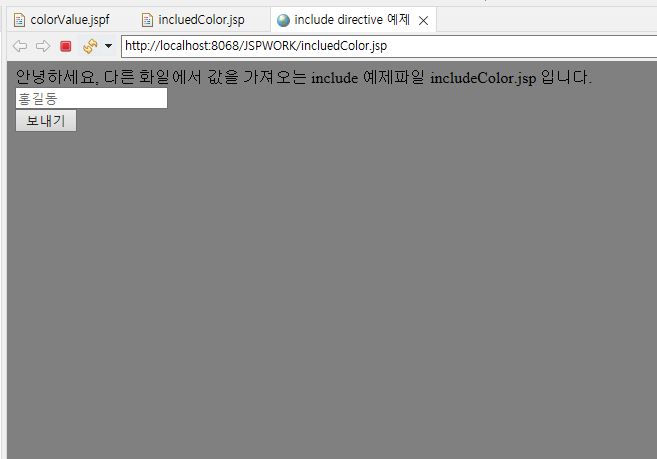 colorValue.jspf incluedColor.jsp include directive 예제
http://localhost:8068/JSPWORK/incluedColor.jsp
안녕하세요, 다른 화일에서 값을 가져오는 include 예제파일 includeColor.jsp 입니다.
홍길동
보내기